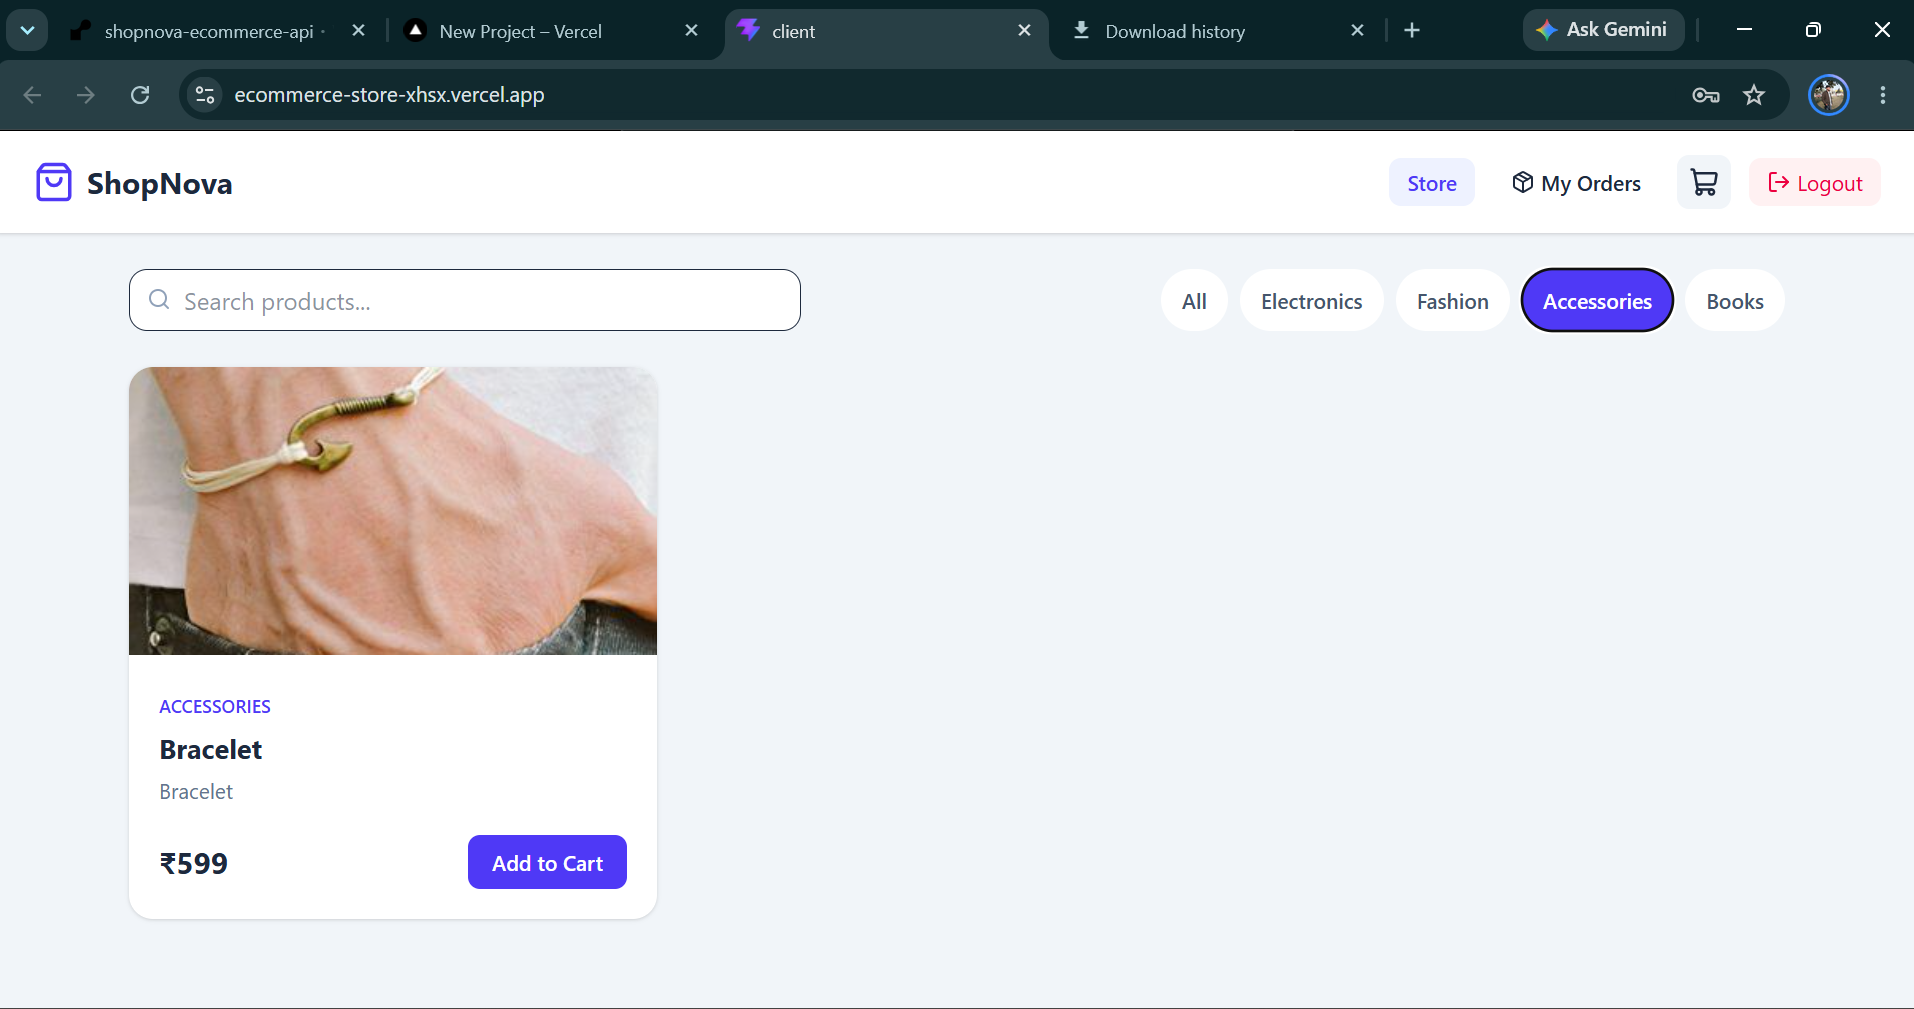 shopnova-ecommerce-api ·
New Project – Vercel
client
Download history
Ask Gemini
ecommerce-store-xhsx.vercel.app
ShopNova
Store
My Orders
Logout
Search products...
All
Electronics
Fashion
Accessories
Books
ACCESSORIES
Bracelet
Bracelet
₹599
Add to Cart